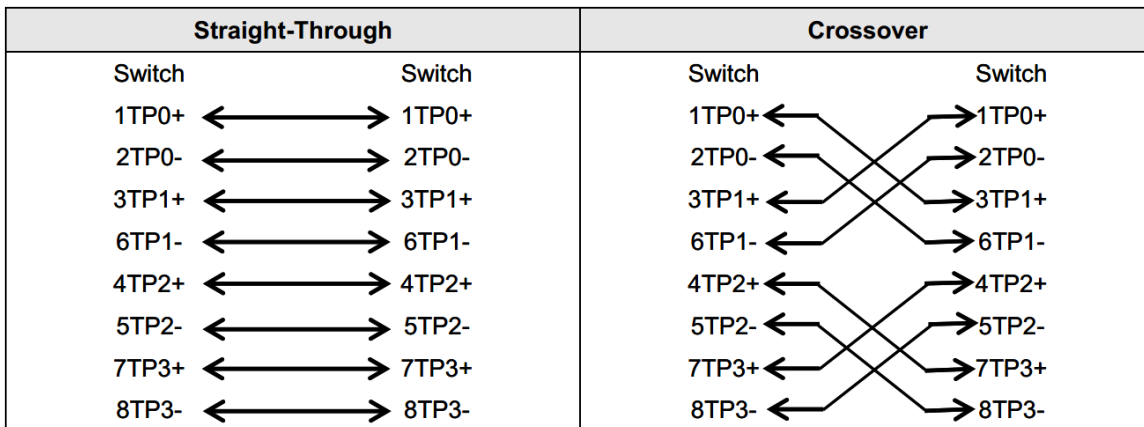 Straight-Through Crossover
Switch Switch Switch Switch
1TP0+ 1TP0+ 1TP0+ 1TP0+
2TP0- 2TP0- 2TP0- 2TP0-
3TP1+ 3TP1+ 3TP1+ 3TP1+
6TP1- 6TP1- 6TP1- 6TP1-
4TP2+ 4TP2+ 4TP2+ 4TP2+
5TP2- 5TP2- 5TP2- 5TP2-
7TP3+ 7TP3+ 7TP3+ 7TP3+
8TP3- 8TP3- 8TP3- 8TP3-